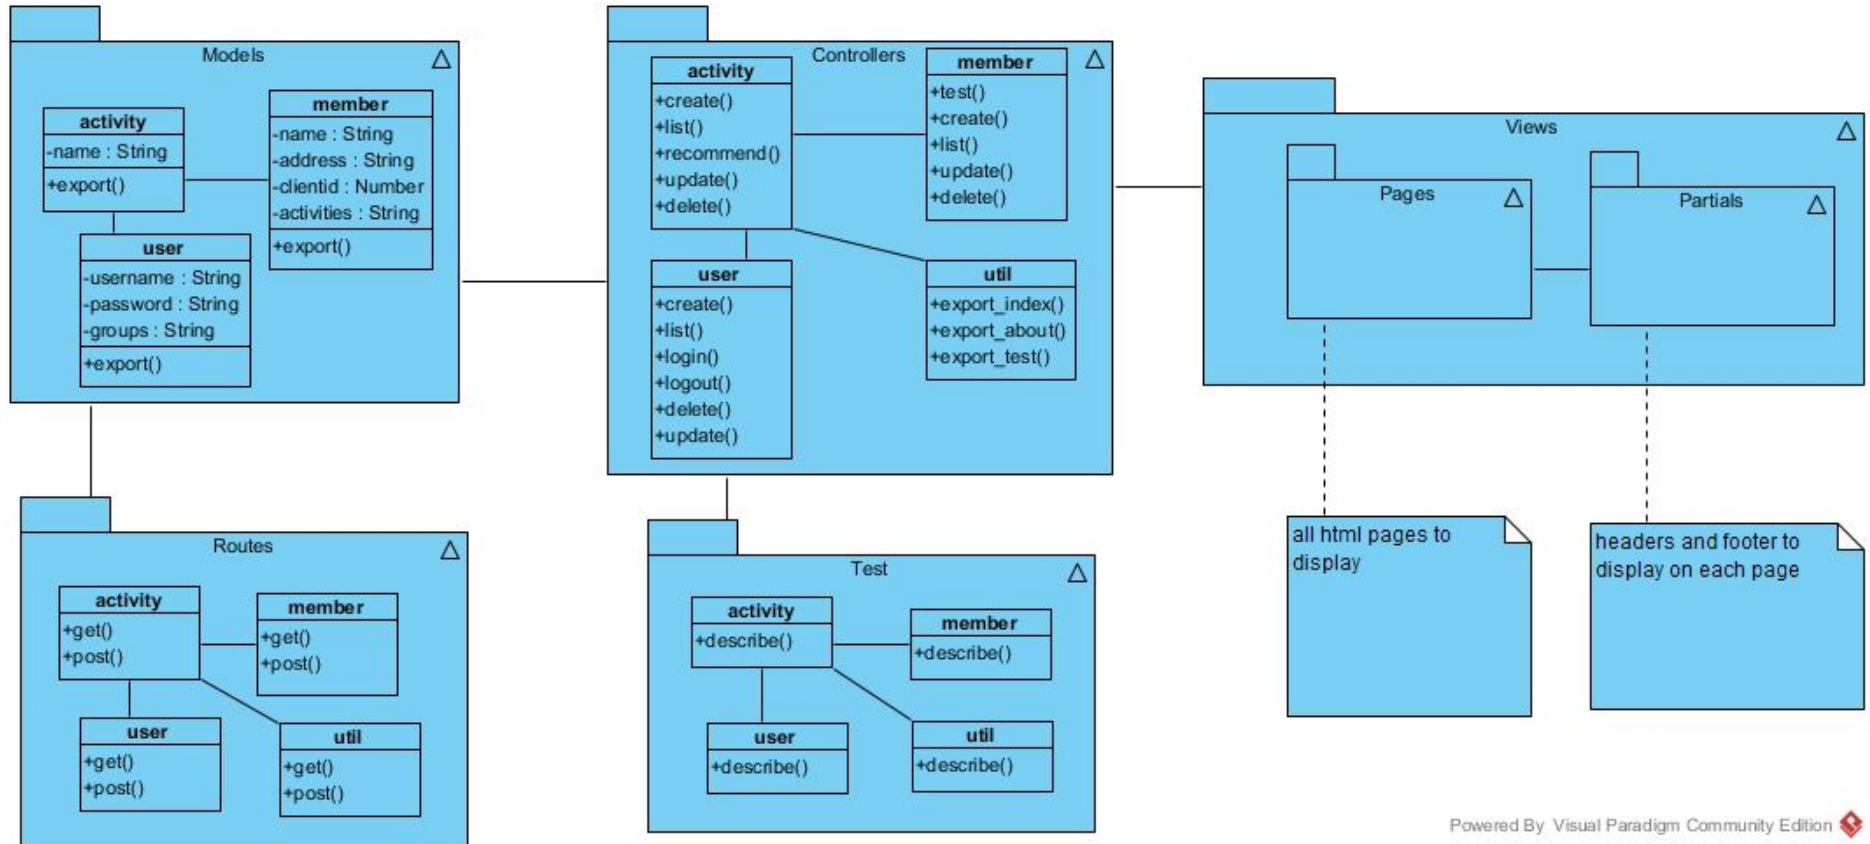 Models
activity
-name : String
+export()
member
-name : String
-address : String
-clientid : Number
-activities : String
+export()
user
-username : String
-password : String
-groups : String
+export()
Controllers
activity
+create()
+list()
+recommend()
+update()
+delete()
member
+test()
+create()
+list()
+update()
+delete()
user
+create()
+list()
+login()
+logout()
+delete()
+update()
util
+export_index()
+export_about()
+export_test()
Views
Pages
Partials
all html pages to
display
headers and footer to
display on each page
Routes
activity
+get()
+post()
member
+get()
+post()
user
+get()
+post()
util
+get()
+post()
Test
activity
+describe()
member
+describe()
user
+describe()
util
+describe()
Powered By Visual Paradigm Community Edition